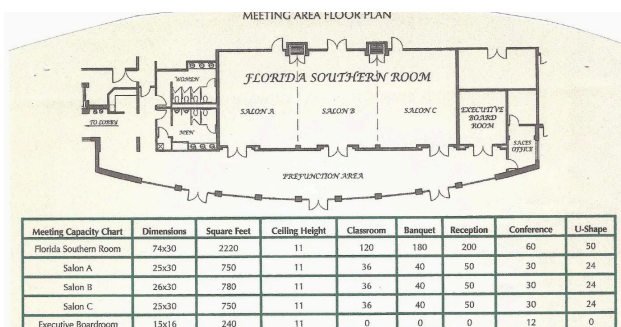 MEETING AREA FLOOR PLAN
WOMEN
FLORIDA SOUTHERN ROOM
SALON A
SALON B
SALON C
EXECUTIVE
BOARD
ROOM
TO LOBBY
MEN
SALES
OFFICE
PREFUNCTION AREA
Meeting Capacity Chart Dimensions Square Feet Ceiling Height Classroom Banquet Reception Conference U-Shape
Florida Southern Room 74x30 2220 11 120 180 200 60 50
Salon A 25x30 750 11 36 40 50 30 24
Salon B 26x30 780 11 36 40 50 30 24
Salon C 25x30 750 11 36 40 50 30 24
Executive Boardroom 15x16 240 11 0 0 0 12 0